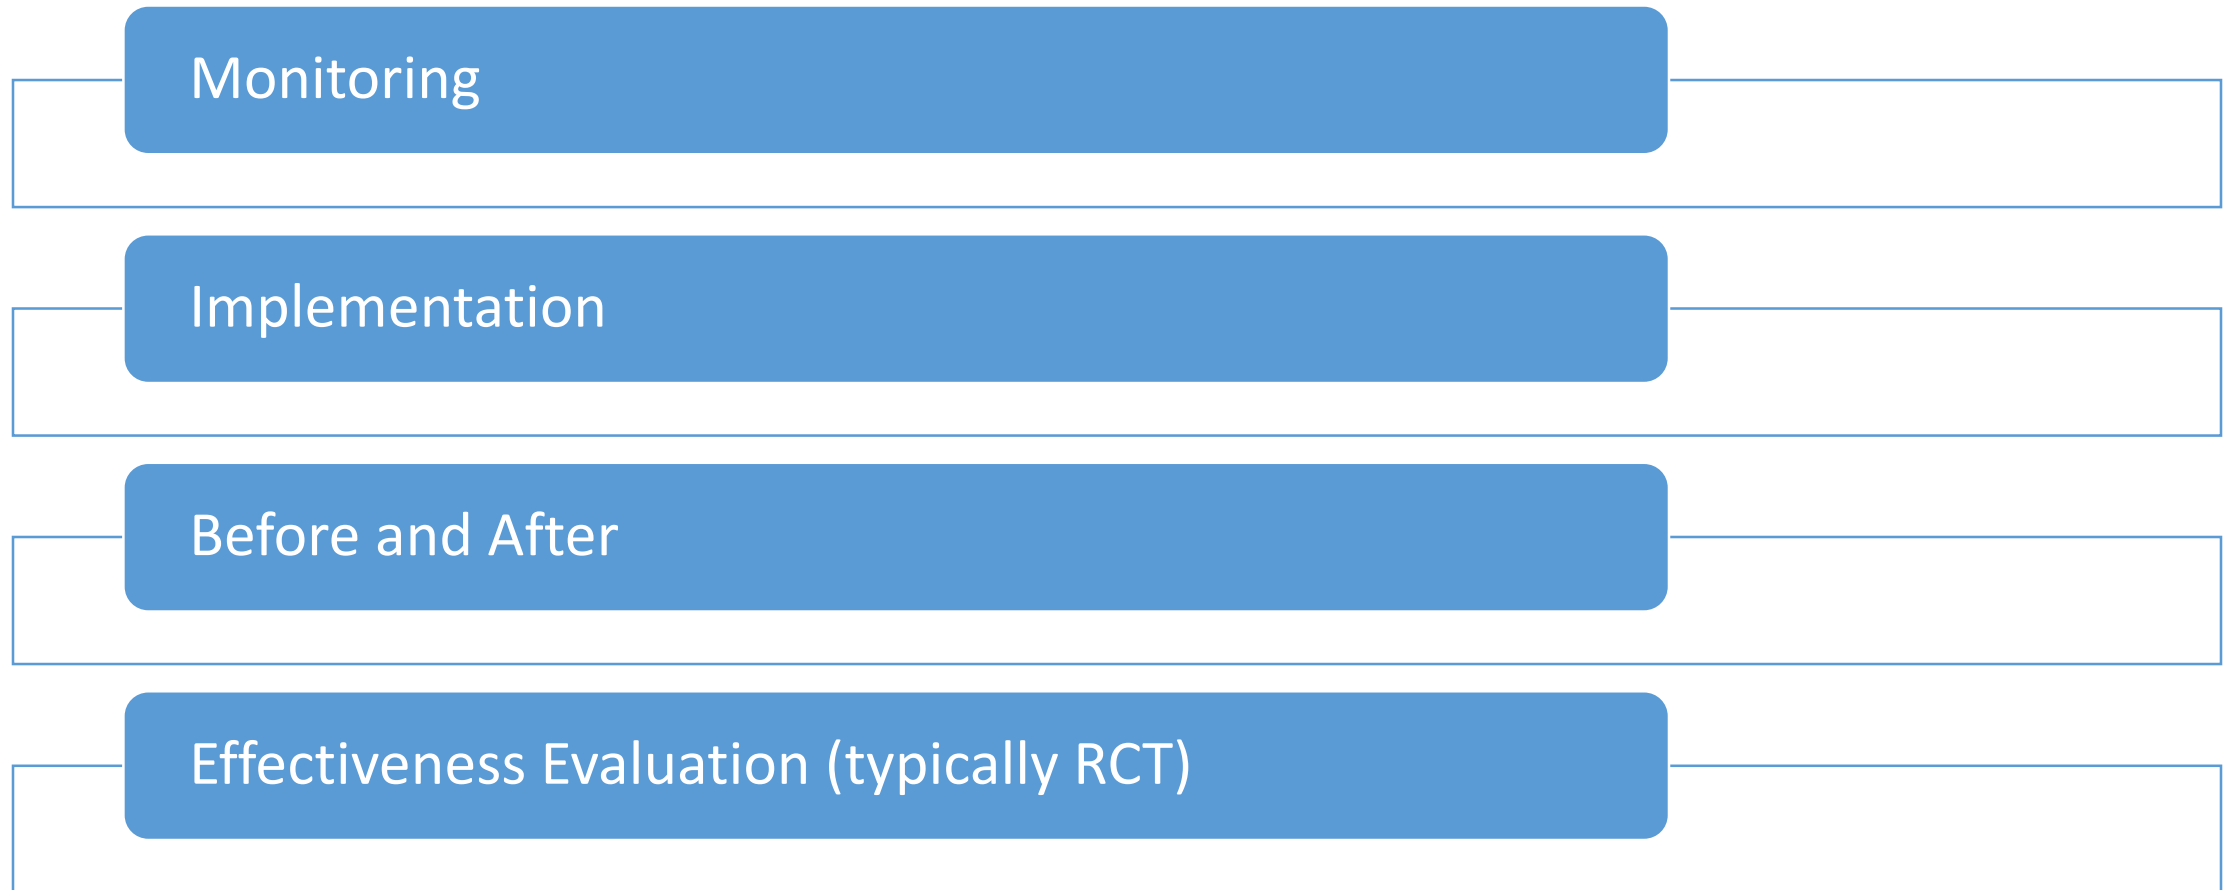 Monitoring
Implementation
Before and After
Effectiveness Evaluation (typically RCT)